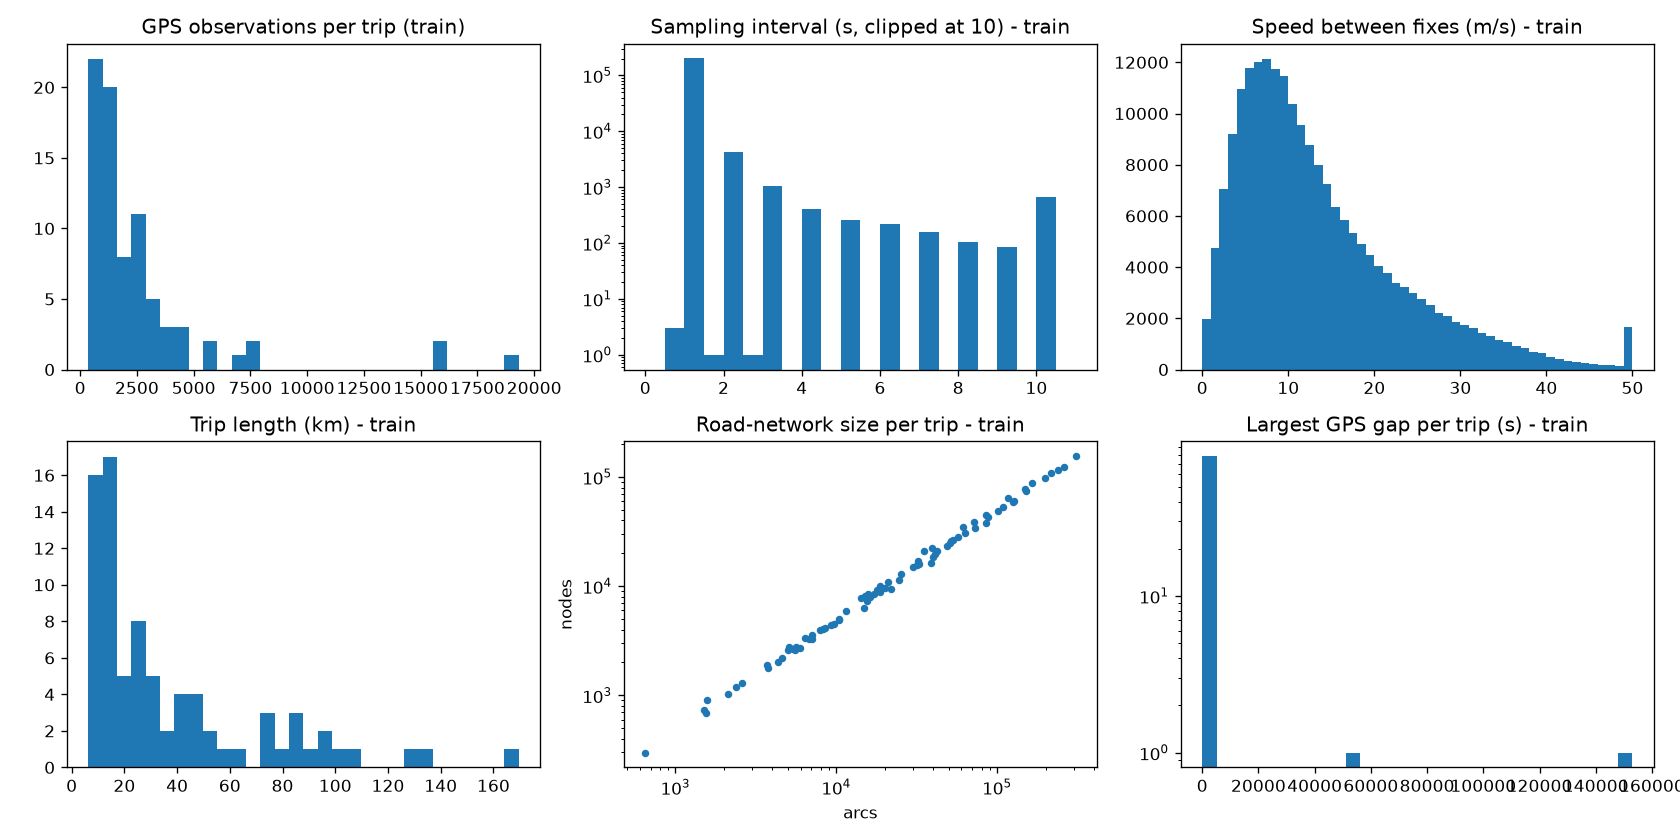 GPS observations per trip (train)
20
15
10
5
0
0 2500 5000 7500 10000 12500 15000 17500 20000
Sampling interval (s, clipped at 10) - train
10^5
10^4
10^3
10^2
10^1
10^0
0 2 4 6 8 10
Speed between fixes (m/s) - train
12000
10000
8000
6000
4000
2000
0
0 10 20 30 40 50
Trip length (km) - train
16
14
12
10
8
6
4
2
0
0 20 40 60 80 100 120 140 160
Road-network size per trip - train
nodes
10^5
10^4
10^3
10^3 10^4 10^5
arcs
Largest GPS gap per trip (s) - train
10^1
10^0
0 20000 40000 60000 80000 100000 120000 140000 160000